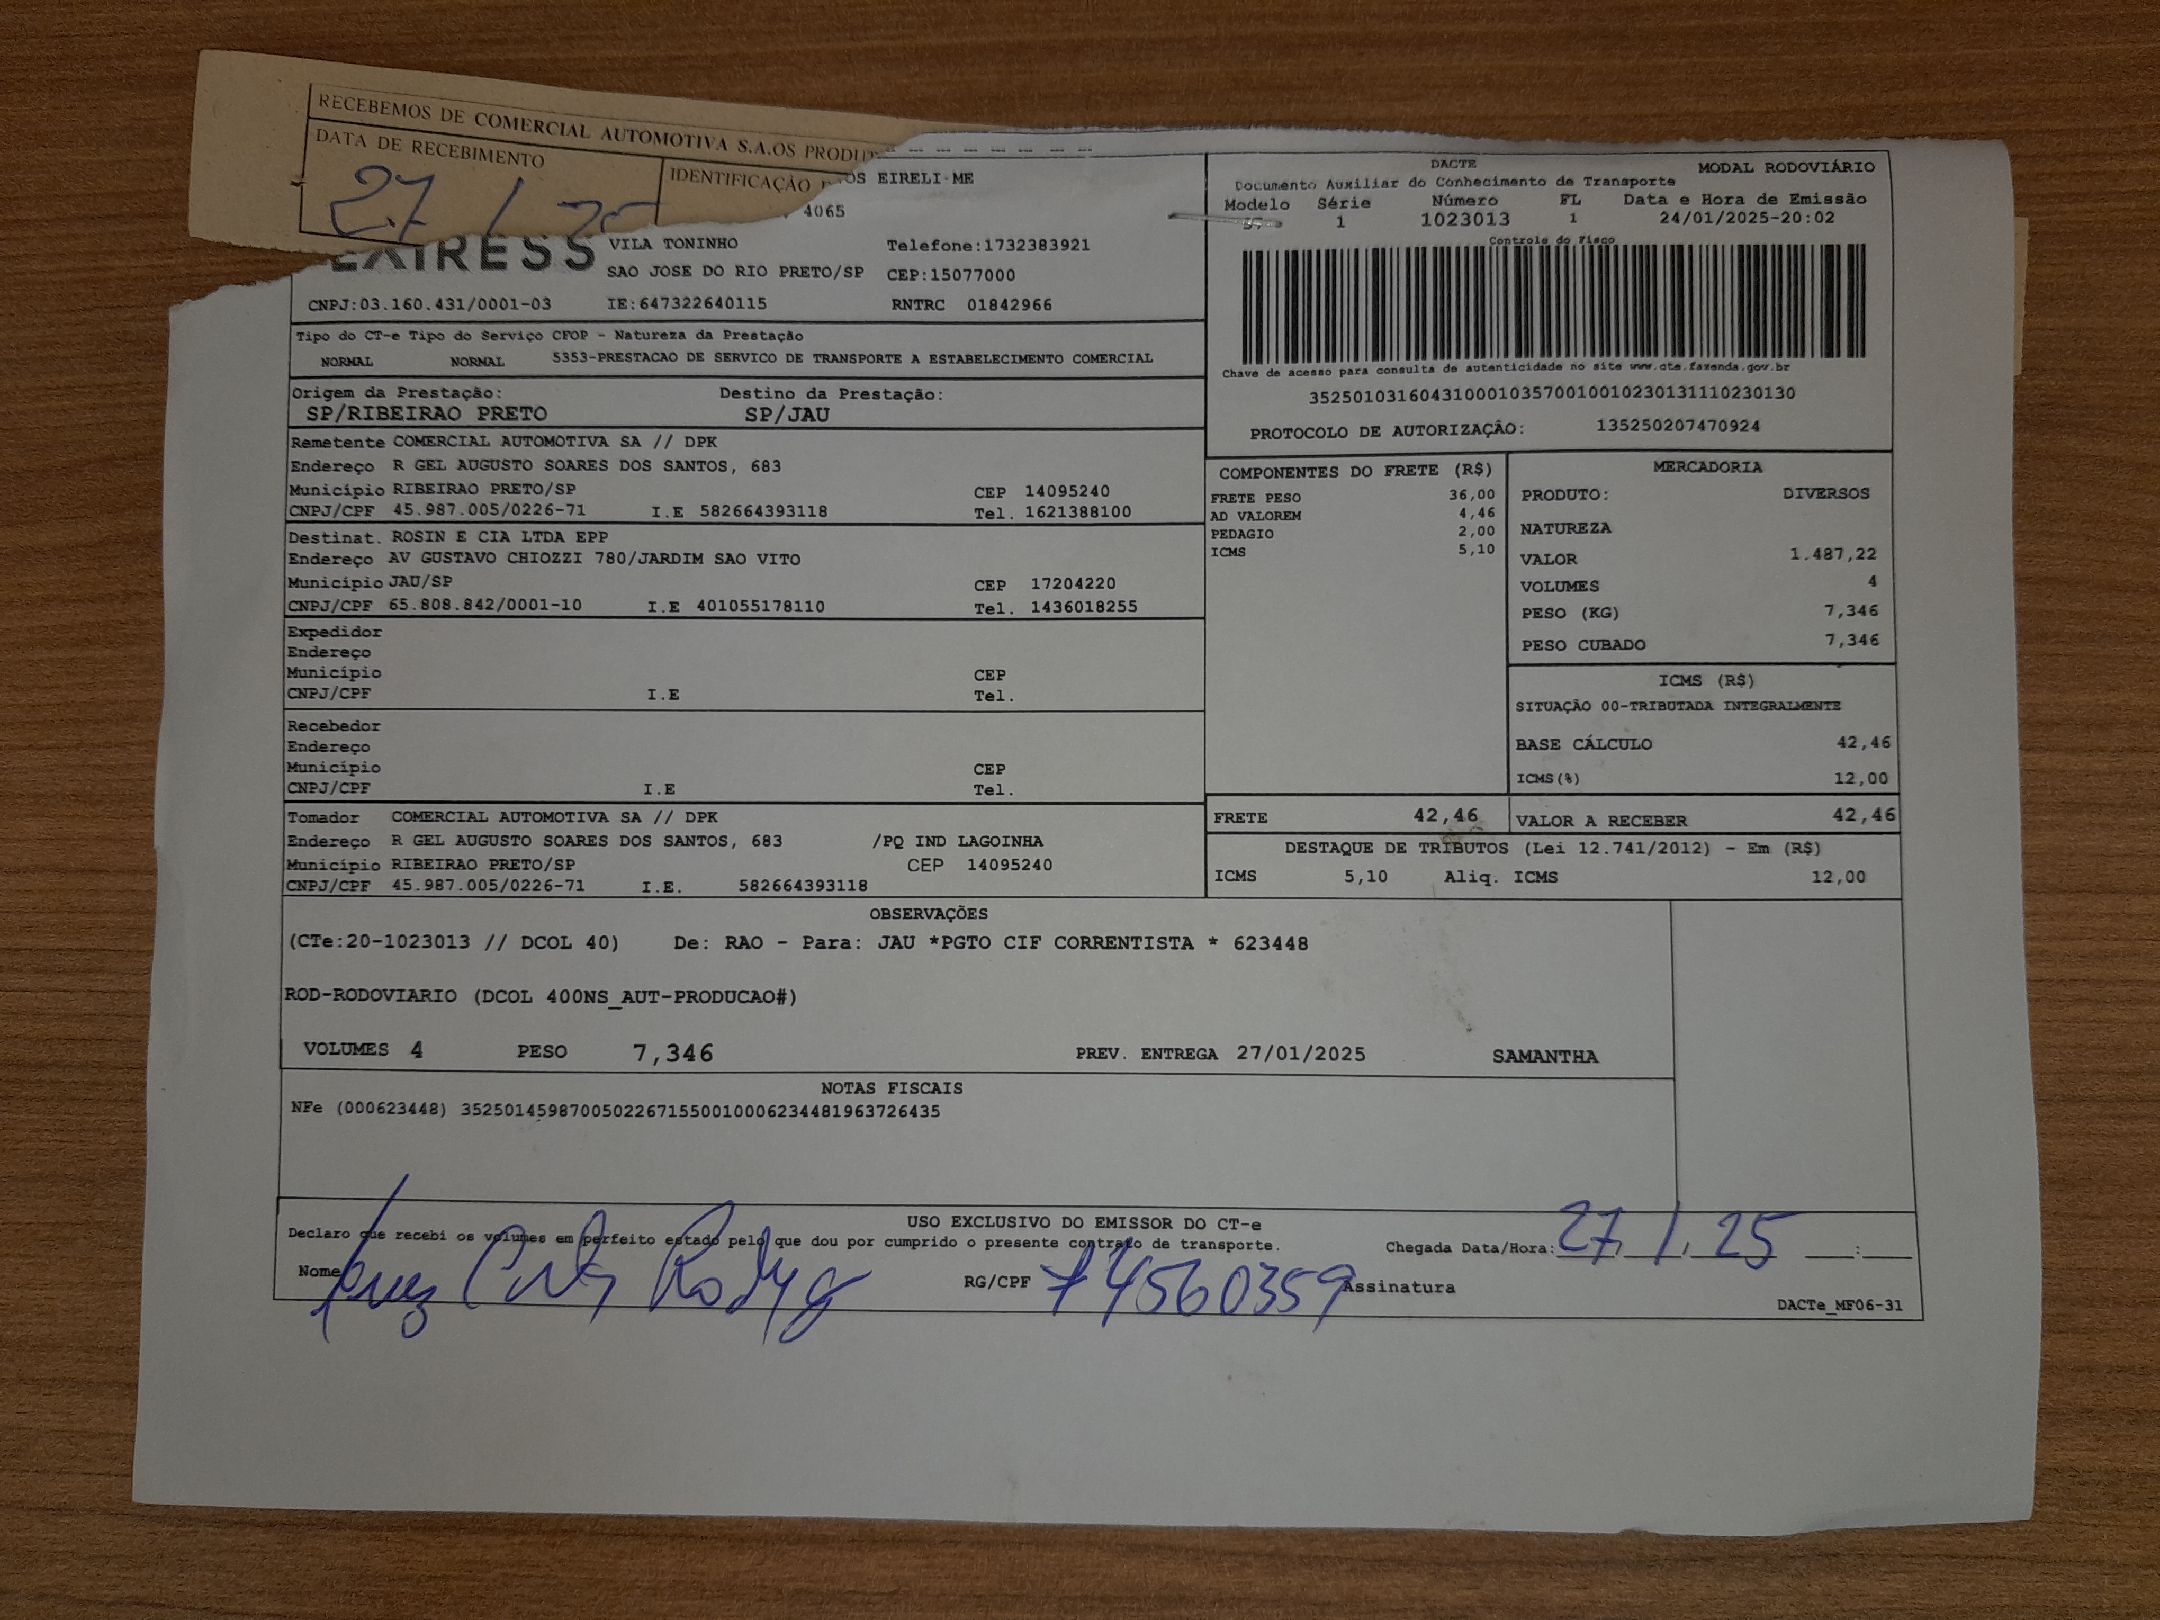 RECEBEMOS DE COMERCIAL AUTOMOTIVA S.A.OS
DATA DE RECEBIMENTO
IDENTIFICAÇÃO
27 / 25
EIRELI-ME
4065
VILA TONINHO Telefone:1732383921
SAO JOSE DO RIO PRETO/SP CEP:15077000
CNPJ:03.160.431/0001-03 IE:647322640115 RNTRC 01842966
DACTE MODAL RODOVIÁRIO
Documento Auxiliar do Conhecimento de Transporte
Modelo Série Número FL Data e Hora de Emissão
1 1023013 1 24/01/2025-20:02
Controle do Fisco
Chave de acesso para consulta de autenticidade no site www.cte.fazenda.gov.br
35250103160431000103570010010230131110230130
PROTOCOLO DE AUTORIZAÇÃO: 135250207470924
Tipo do CT-e Tipo do Serviço CFOP - Natureza da Prestação
NORMAL NORMAL 5353-PRESTACAO DE SERVICO DE TRANSPORTE A ESTABELECIMENTO COMERCIAL
Origem da Prestação: Destino da Prestação:
SP/RIBEIRAO PRETO SP/JAU
Remetente COMERCIAL AUTOMOTIVA SA // DPK
Endereço R GEL AUGUSTO SOARES DOS SANTOS, 683
Município RIBEIRAO PRETO/SP CEP 14095240
CNPJ/CPF 45.987.005/0226-71 I.E 582664393118 Tel. 1621388100
Destinat. ROSIN E CIA LTDA EPP
Endereço AV GUSTAVO CHIOZZI 780/JARDIM SAO VITO
Município JAU/SP CEP 17204220
CNPJ/CPF 65.808.842/0001-10 I.E 401055178110 Tel. 1436018255
Expedidor
Endereço
Município CEP
CNPJ/CPF I.E Tel.
Recebedor
Endereço
Município CEP
CNPJ/CPF I.E Tel.
Tomador COMERCIAL AUTOMOTIVA SA // DPK
Endereço R GEL AUGUSTO SOARES DOS SANTOS, 683 /PQ IND LAGOINHA
Município RIBEIRAO PRETO/SP CEP 14095240
CNPJ/CPF 45.987.005/0226-71 I.E. 582664393118
COMPONENTES DO FRETE (R$)
FRETE PESO 36,00
AD VALOREM 4,46
PEDAGIO 2,00
ICMS 5,10
MERCADORIA
PRODUTO: DIVERSOS
NATUREZA
VALOR 1.487,22
VOLUMES 4
PESO (KG) 7,346
PESO CUBADO 7,346
ICMS (R$)
SITUAÇÃO 00-TRIBUTADA INTEGRALMENTE
BASE CÁLCULO 42,46
ICMS(%) 12,00
FRETE 42,46 VALOR A RECEBER 42,46
DESTAQUE DE TRIBUTOS (Lei 12.741/2012) - Em (R$)
ICMS 5,10 Aliq. ICMS 12,00
OBSERVAÇÕES
(CTe:20-1023013 // DCOL 40) De: RAO - Para: JAU *PGTO CIF CORRENTISTA * 623448
ROD-RODOVIARIO (DCOL 400NS_AUT-PRODUCAO#)
VOLUMES 4 PESO 7,346 PREV. ENTREGA 27/01/2025 SAMANTHA
NOTAS FISCAIS
NFe (000623448) 35250145987005022671550010006234481963726435
USO EXCLUSIVO DO EMISSOR DO CT-e
Declaro que recebi os volumes em perfeito estado pelo que dou por cumprido o presente contrato de transporte.
Chegada Data/Hora: 27 / 1 / 25 :
Nome RG/CPF Assinatura
DACTe_MF06-31